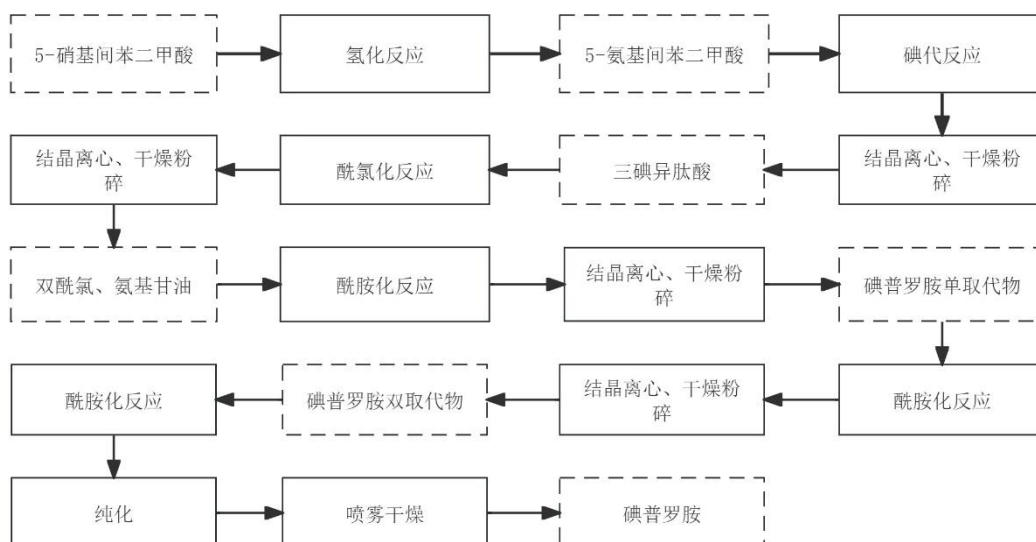 5-硝基间苯二甲酸
氢化反应
5-氨基间苯二甲酸
碘代反应
结晶离心、干燥粉
碎
三碘异肽酸
酰氯化反应
结晶离心、干燥粉
碎
双酰氯、氨基甘油
酰胺化反应
结晶离心、干燥粉
碎
碘普罗胺单取代物
酰胺化反应
结晶离心、干燥粉
碎
碘普罗胺双取代物
酰胺化反应
纯化
喷雾干燥
碘普罗胺